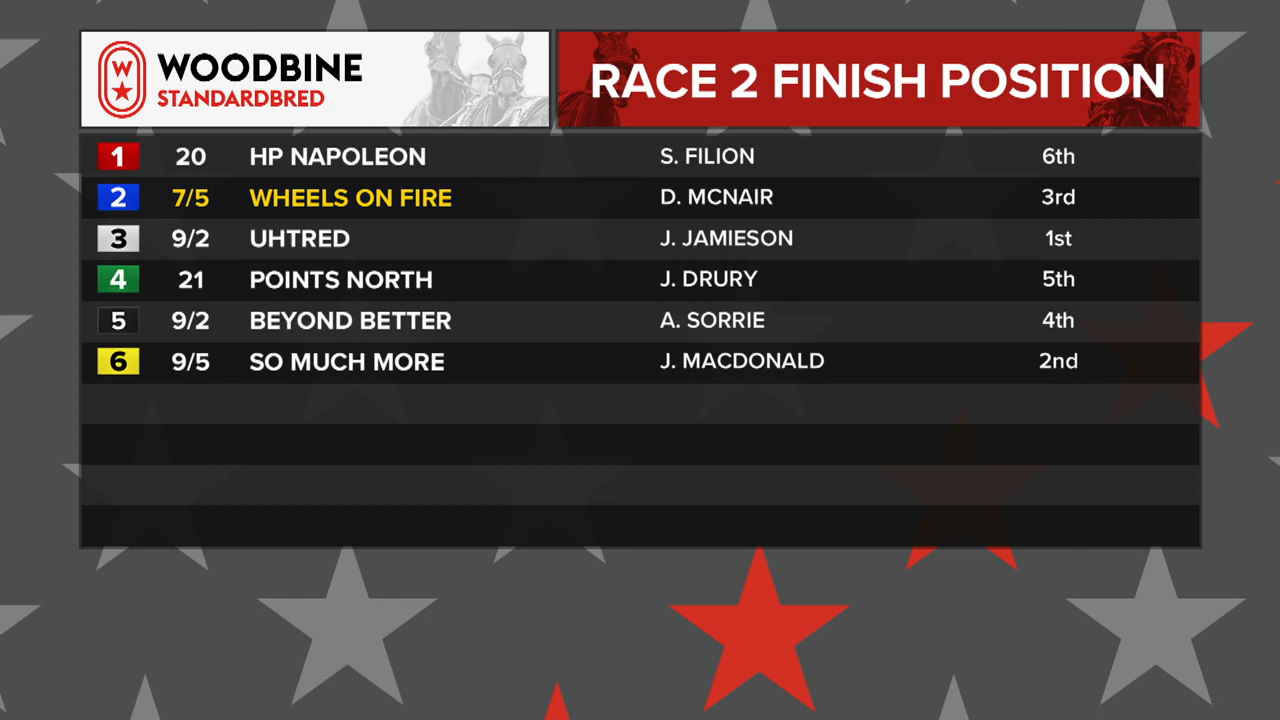 W
WOODBINE
STANDARDBRED
RACE 2 FINISH POSITION
1 20 HP NAPOLEON S. FILION 6th
2 7/5 WHEELS ON FIRE D. MCNAIR 3rd
3 9/2 UHTRED J. JAMIESON 1st
4 21 POINTS NORTH J. DRURY 5th
5 9/2 BEYOND BETTER A. SORRIE 4th
6 9/5 SO MUCH MORE J. MACDONALD 2nd